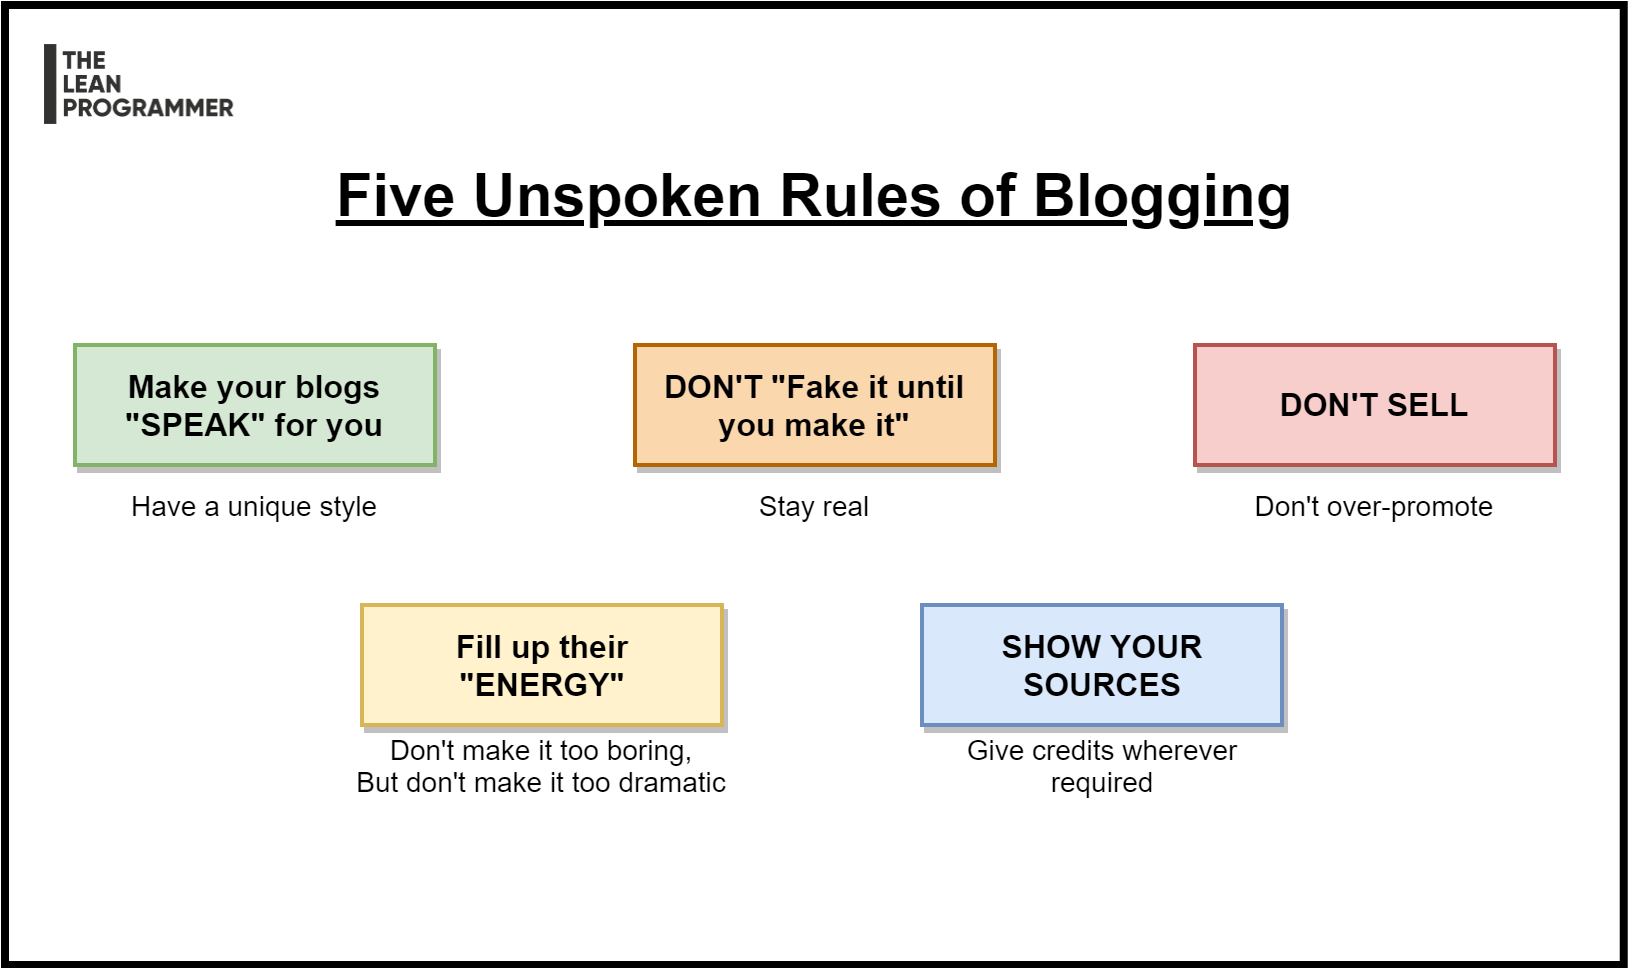 THE
LEAN
PROGRAMMER
Five Unspoken Rules of Blogging
Make your blogs
"SPEAK" for you
Have a unique style
DON'T "Fake it until
you make it"
Stay real
DON'T SELL
Don't over-promote
Fill up their
"ENERGY"
Don't make it too boring,
But don't make it too dramatic
SHOW YOUR
SOURCES
Give credits wherever
required